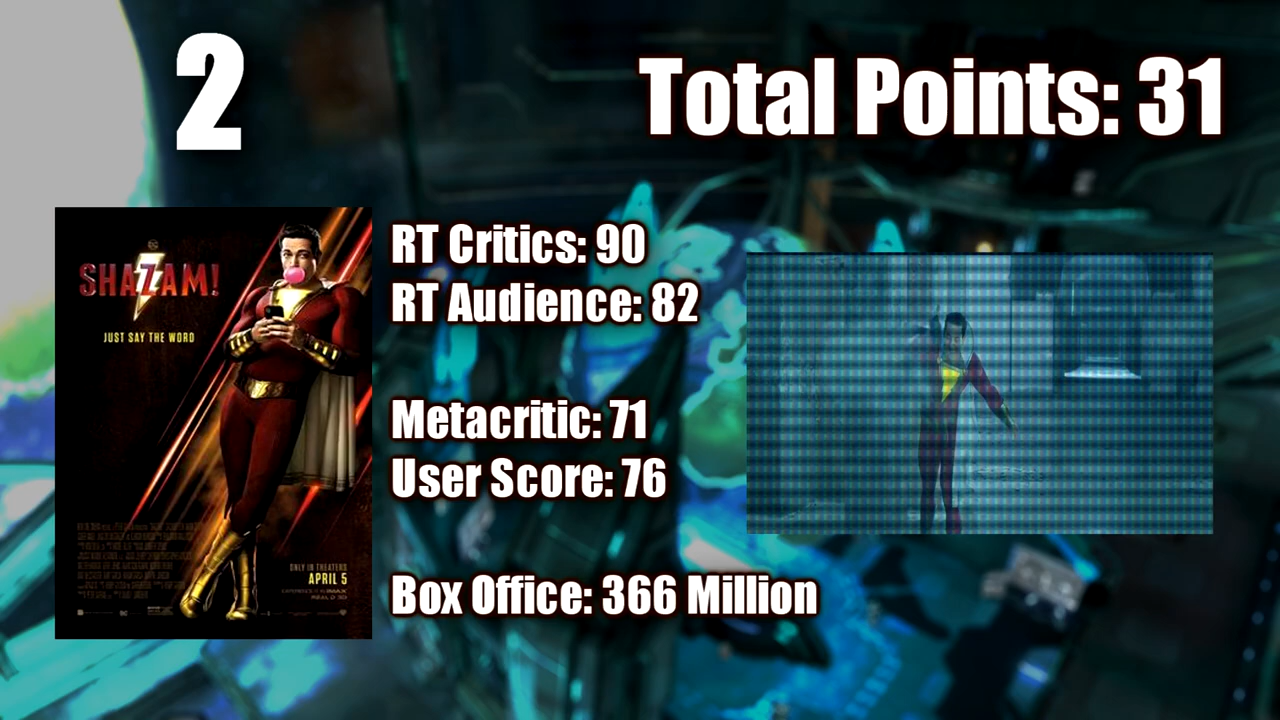 2
Total Points: 31
SHAZAM!
JUST SAY THE WORD
ONLY IN THEATERS
APRIL 5
RT Critics: 90
RT Audience: 82
Metacritic: 71
User Score: 76
Box Office: 366 Million